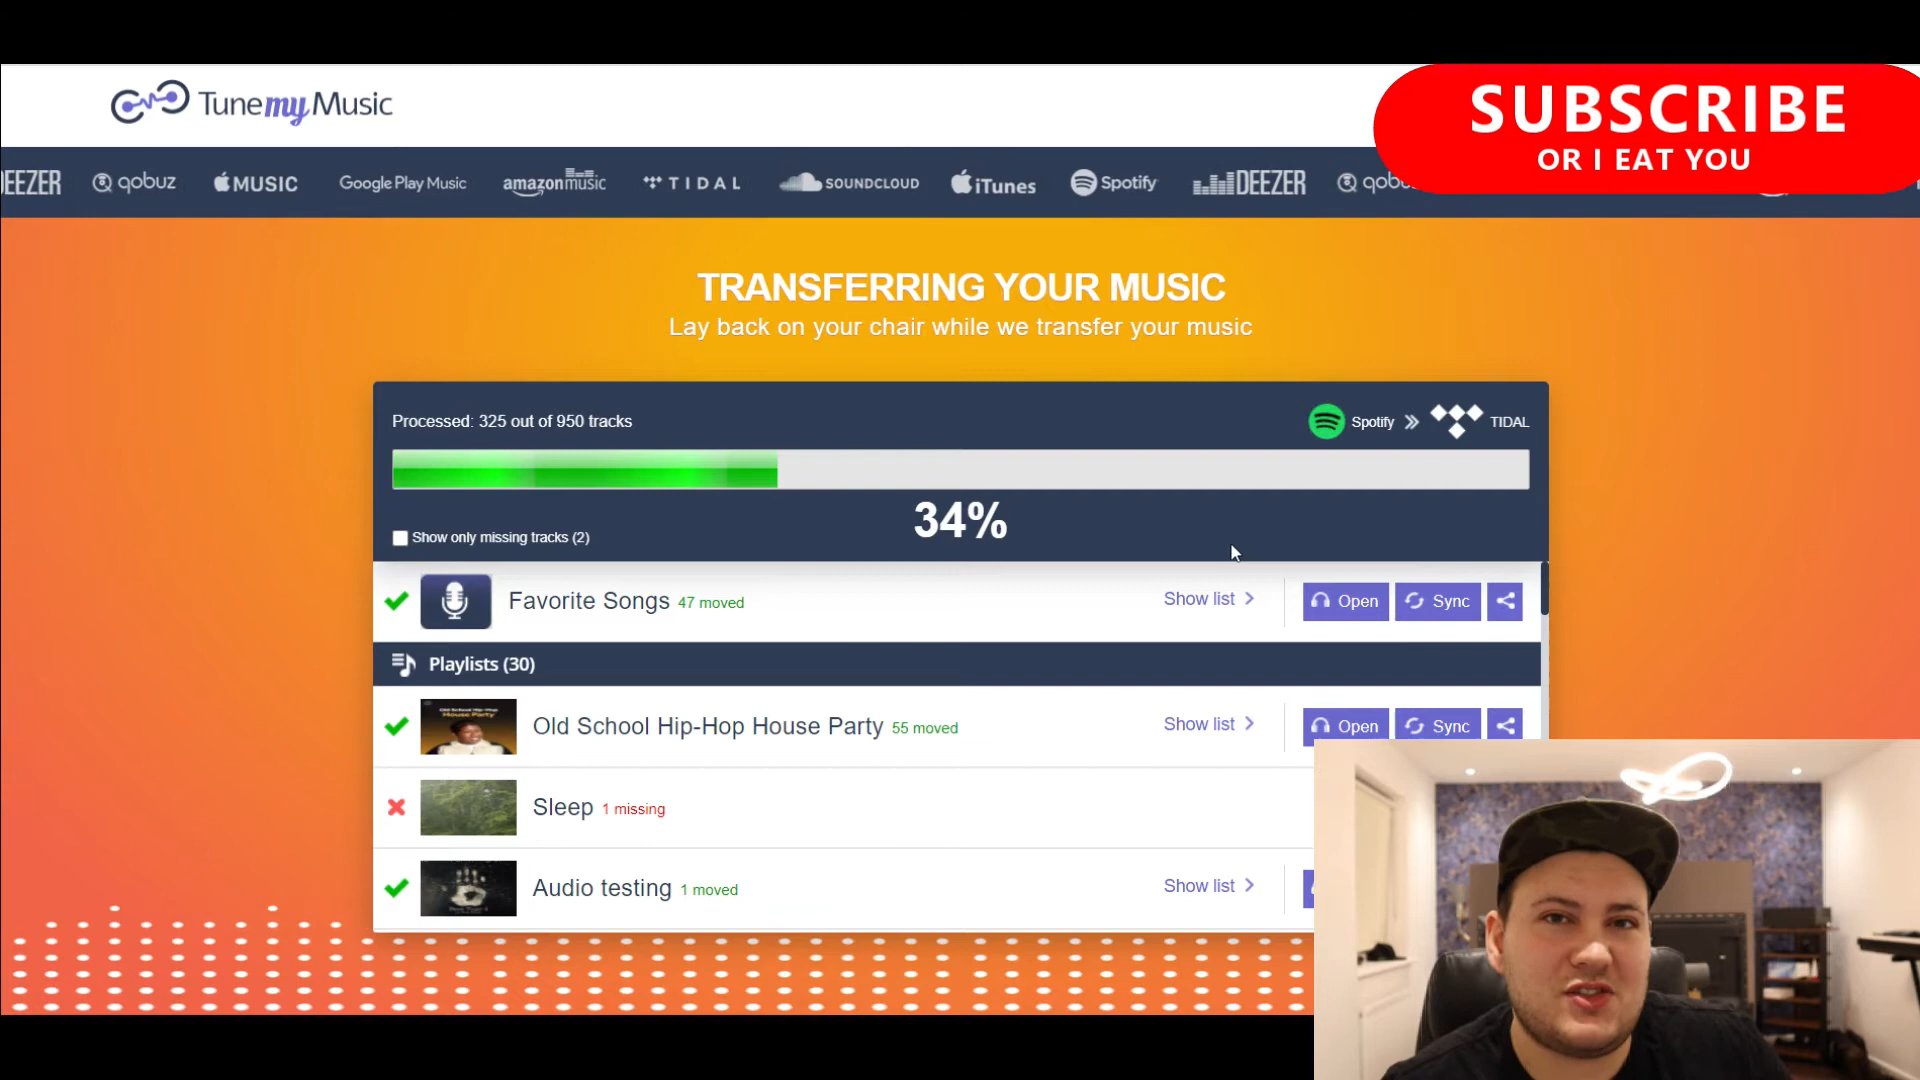 TunemyMusic
SUBSCRIBE
OR I EAT YOU
DEEZER qobuz MUSIC Google Play Music amazonmusic TIDAL SOUNDCLOUD iTunes Spotify DEEZER
TRANSFERRING YOUR MUSIC
Lay back on your chair while we transfer your music
Processed: 325 out of 950 tracks
Spotify » TIDAL
34%
Show only missing tracks (2)
Favorite Songs 47 moved Show list > Open Sync
Playlists (30)
Old School Hip-Hop House Party 55 moved Show list > Open Sync
Sleep 1 missing
Audio testing 1 moved Show list >